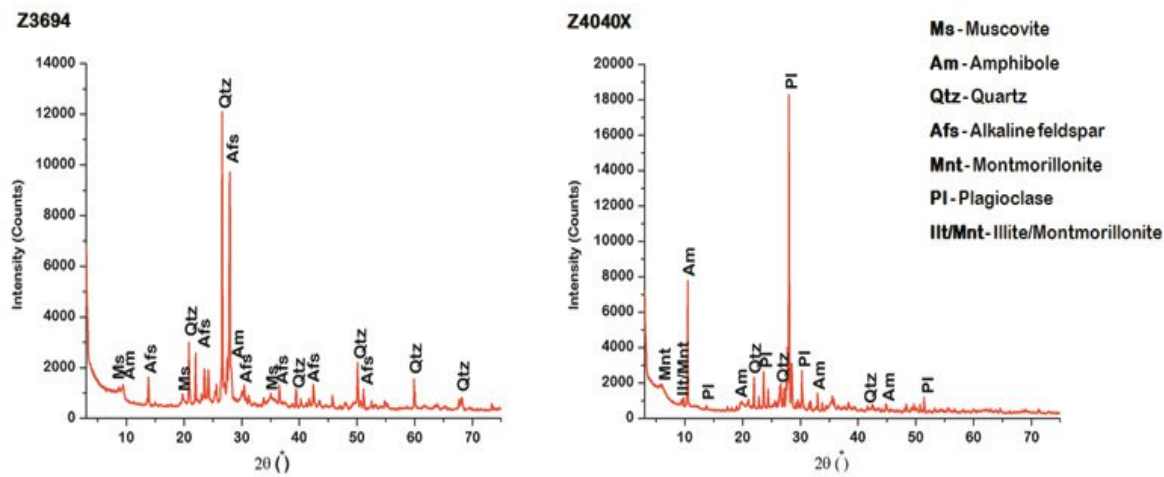 Z3694
14000
12000
10000
8000
6000
4000
2000
0
Intensity (Counts)
10 20 30 40 50 60 70
2θ (°)
Ms
Am
Afs
Ms
Qtz
Afs
Qtz
Afs
Am
Afs
Ms
Afs
Qtz
Afs
Qtz
Afs
Qtz
Qtz
Z4040X
20000
18000
16000
14000
12000
10000
8000
6000
4000
2000
0
Intensity (Counts)
10 20 30 40 50 60 70
2θ (°)
Mnt
Ilt/Mnt
Am
Pl
Am
Qtz
Pl
Qtz
Pl
Pl
Am
Qtz
Am
Pl
Ms - Muscovite
Am - Amphibole
Qtz - Quartz
Afs - Alkaline feldspar
Mnt - Montmorillonite
Pl - Plagioclase
Ilt/Mnt - Illite/Montmorillonite